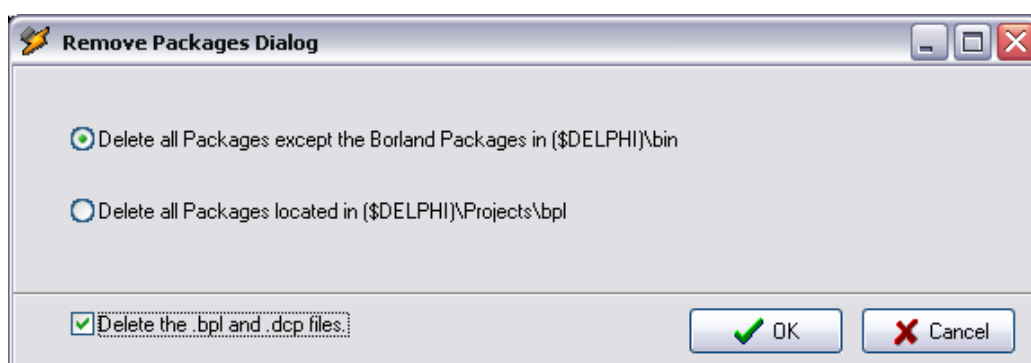 Remove Packages Dialog
Delete all Packages except the Borland Packages in ($DELPHI)\bin
Delete all Packages located in ($DELPHI)\Projects\bpl
Delete the .bpl and .dcp files.
OK
Cancel